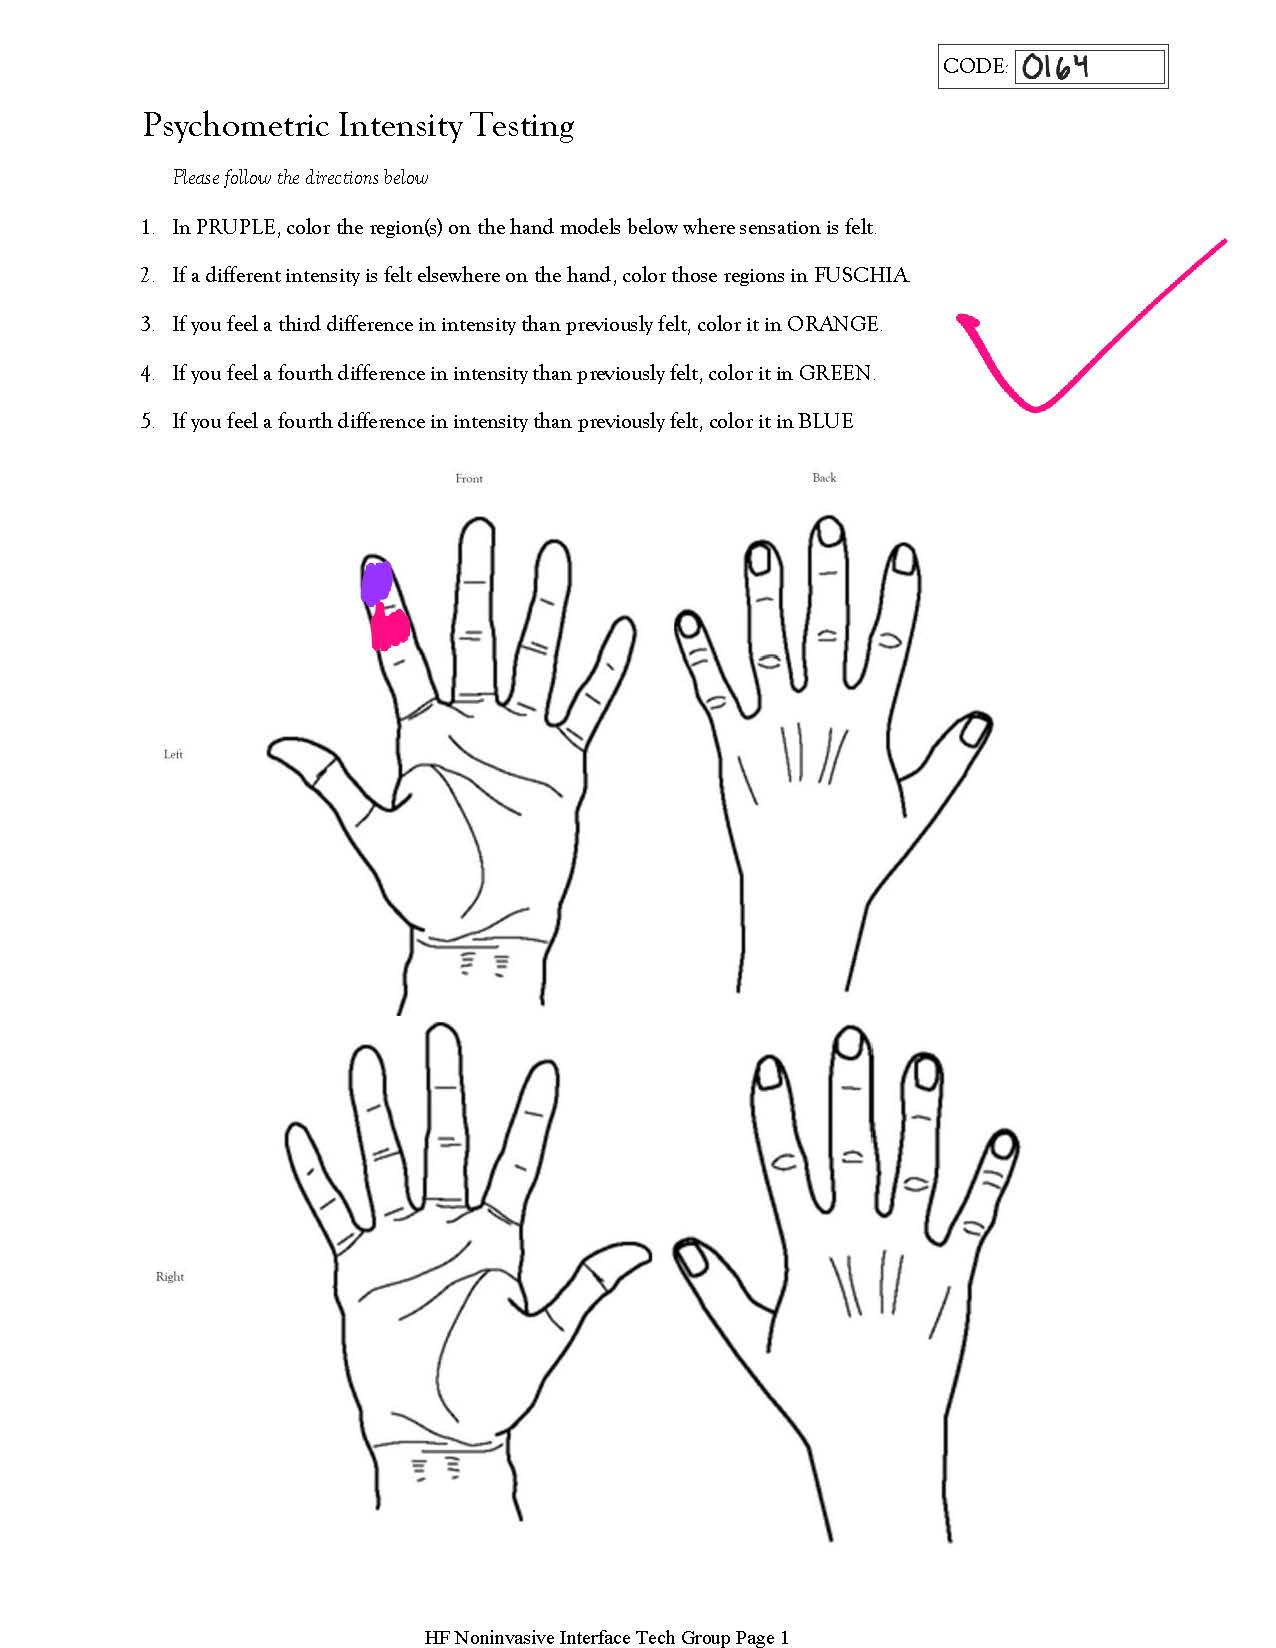 CODE: 0164
Psychometric Intensity Testing
Please follow the directions below
1. In PRUPLE, color the region(s) on the hand models below where sensation is felt.
2. If a different intensity is felt elsewhere on the hand, color those regions in FUSCHIA.
3. If you feel a third difference in intensity than previously felt, color it in ORANGE.
4. If you feel a fourth difference in intensity than previously felt, color it in GREEN.
5. If you feel a fourth difference in intensity than previously felt, color it in BLUE
Front Back
Left
Right
HF Noninvasive Interface Tech Group Page 1